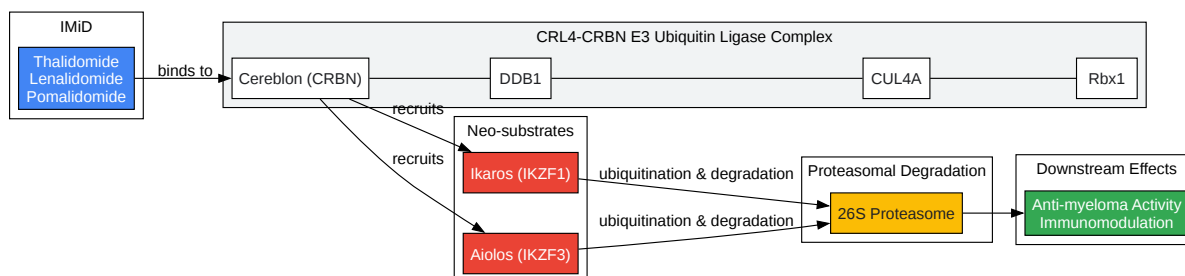 IMiD
Thalidomide
Lenalidomide
Pomalidomide
binds to
CRL4-CRBN E3 Ubiquitin Ligase Complex
Cereblon (CRBN)
DDB1
CUL4A
Rbx1
recruits
recruits
Neo-substrates
Ikaros (IKZF1)
Aiolos (IKZF3)
ubiquitination & degradation
ubiquitination & degradation
Proteasomal Degradation
26S Proteasome
Downstream Effects
Anti-myeloma Activity
Immunomodulation